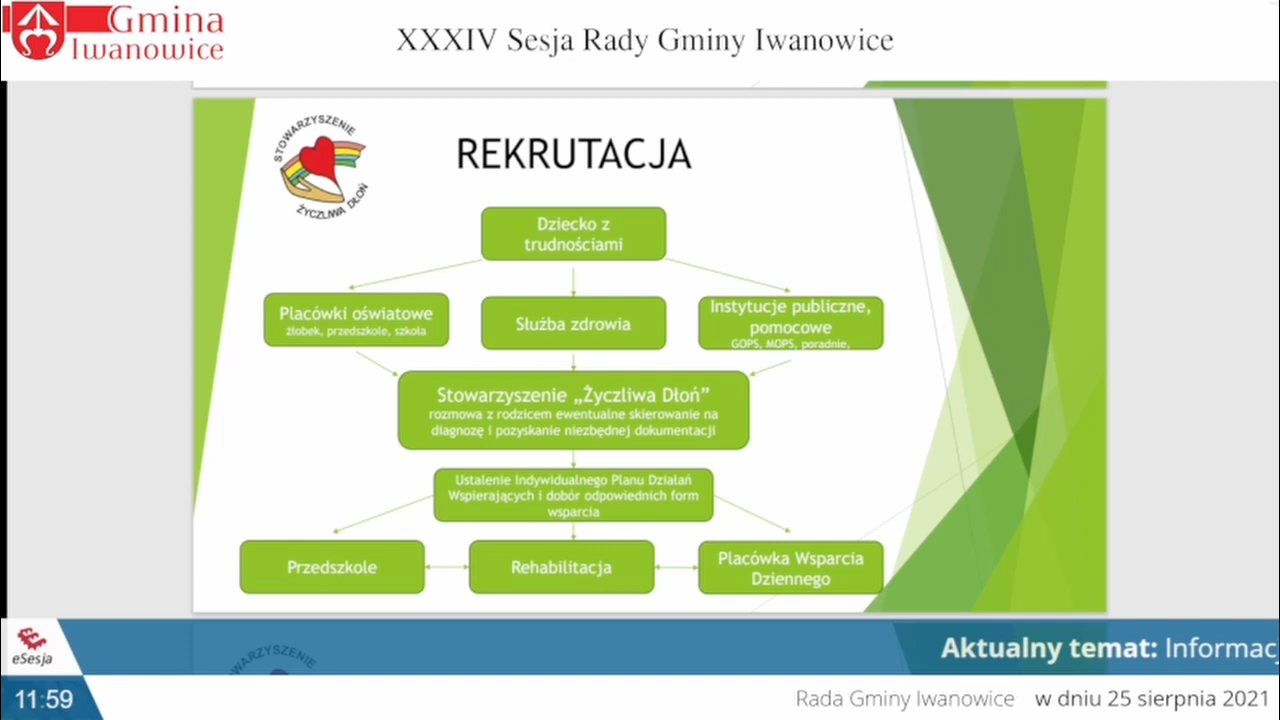 Gmina
Iwanowice
XXXIV Sesja Rady Gminy Iwanowice
STOWARZYSZENIE
ŻYCZLIWA DŁOŃ
REKRUTACJA
Dziecko z
trudnościami
Placówki oświatowe
żłobek, przedszkole, szkoła
Służba zdrowia
Instytucje publiczne,
pomocowe
GOPS, MOPS, poradnie,
Stowarzyszenie „Życzliwa Dłoń”
rozmowa z rodzicem ewentualne skierowanie na
diagnozę i pozyskanie niezbędnej dokumentacji
Ustalenie Indywidualnego Planu Działań
Wspierających i dobór odpowiednich form
wsparcia
Przedszkole
Rehabilitacja
Placówka Wsparcia
Dziennego
WARZYSZENIE
eSesja
Aktualny temat: Informac
11:59
Rada Gminy Iwanowice w dniu 25 sierpnia 2021